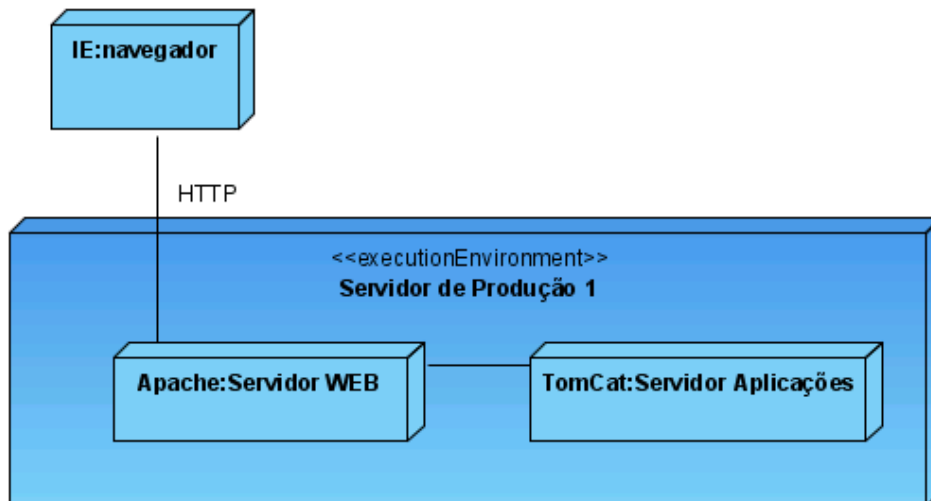 IE:navegador
HTTP
<<executionEnvironment>>
Servidor de Produção 1
Apache:Servidor WEB
TomCat:Servidor Aplicações